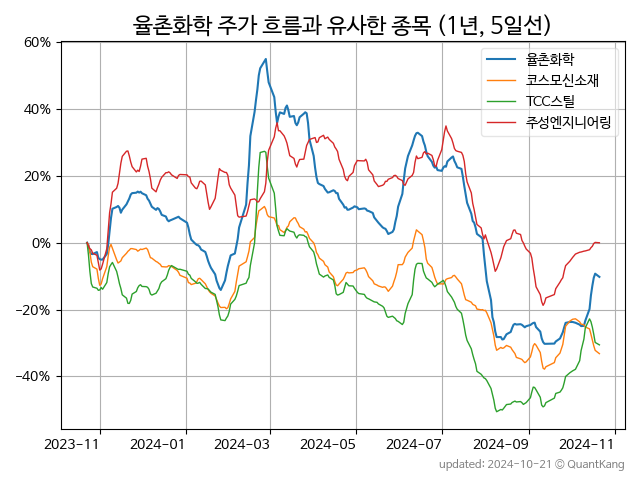 율촌화학 주가 흐름과 유사한 종목 (1년, 5일선)
60%
40%
20%
0%
−20%
−40%
율촌화학
코스모신소재
TCC스틸
주성엔지니어링
2023-11
2024-01
2024-03
2024-05
2024-07
2024-09
2024-11
updated: 2024-10-21 © QuantKang